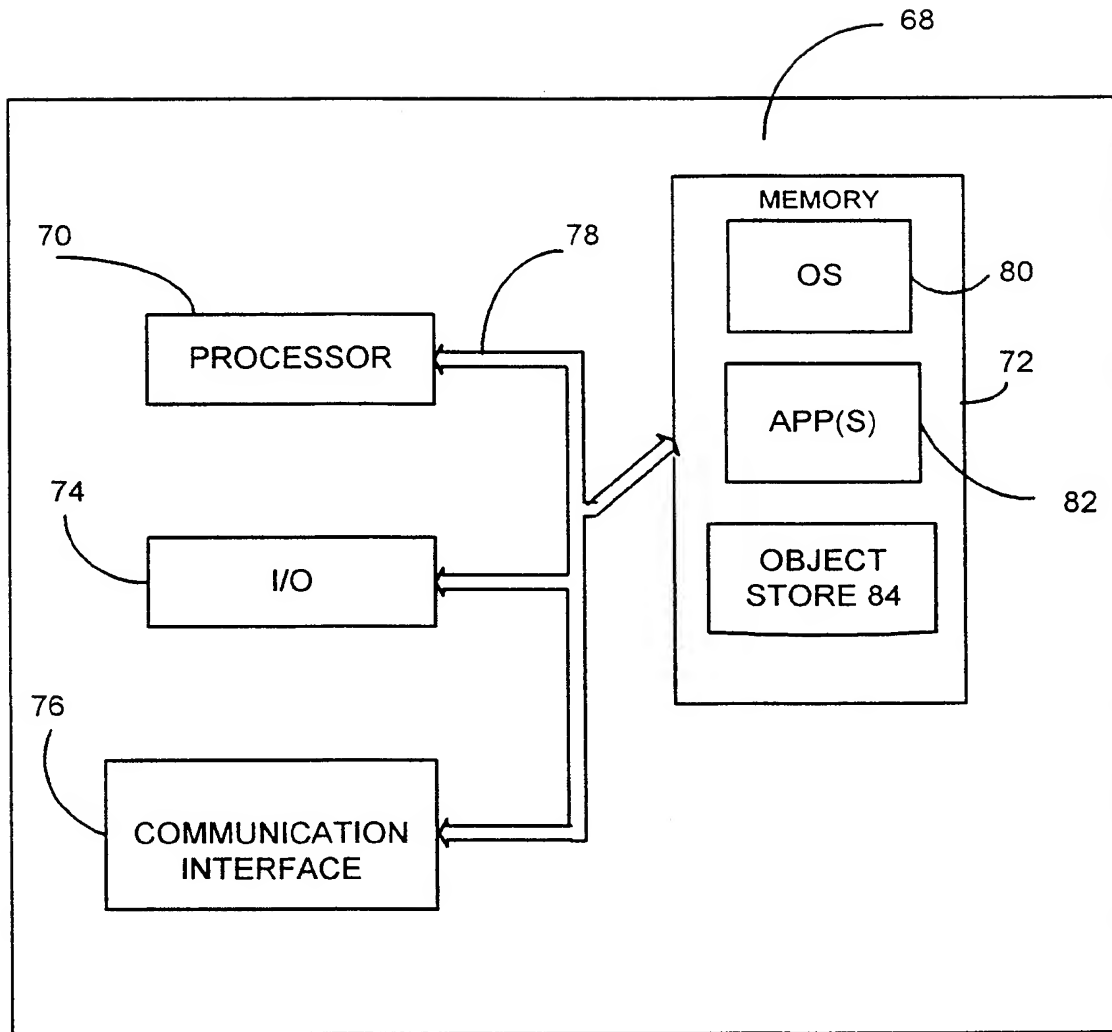 68
MEMORY
70
78
OS
80
PROCESSOR
72
APP(S)
74
82
I/O
OBJECT
STORE 84
76
COMMUNICATION
INTERFACE